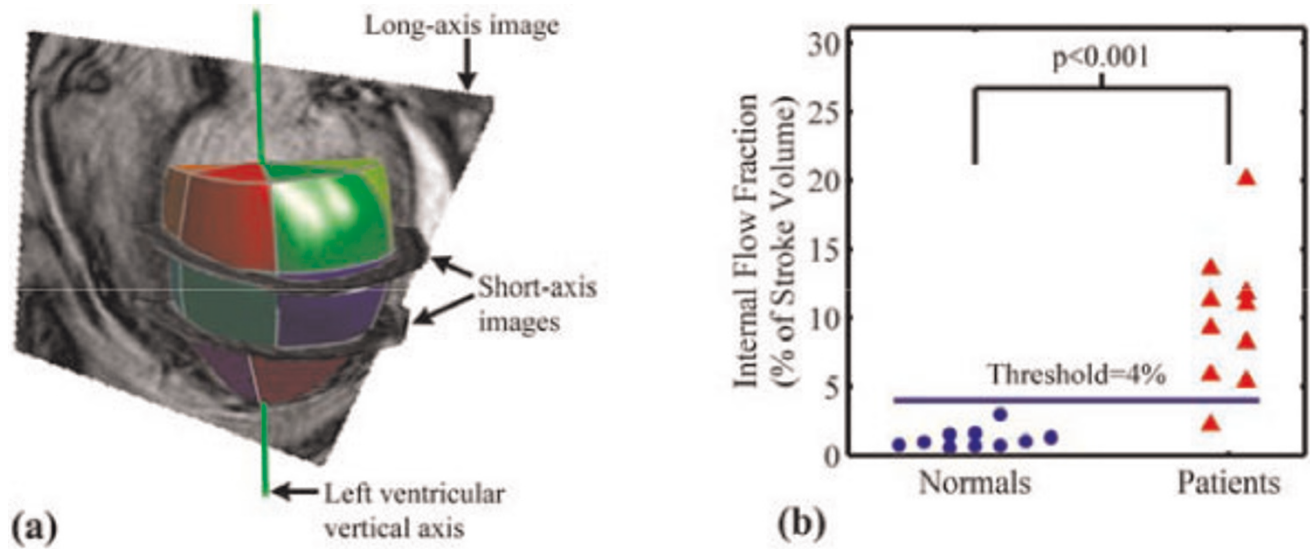 Long-axis image
Short-axis
images
Left ventricular
vertical axis
(a)
Internal Flow Fraction
(% of Stroke Volume)
30
25
20
15
10
5
0
p<0.001
Threshold=4%
Normals
Patients
(b)